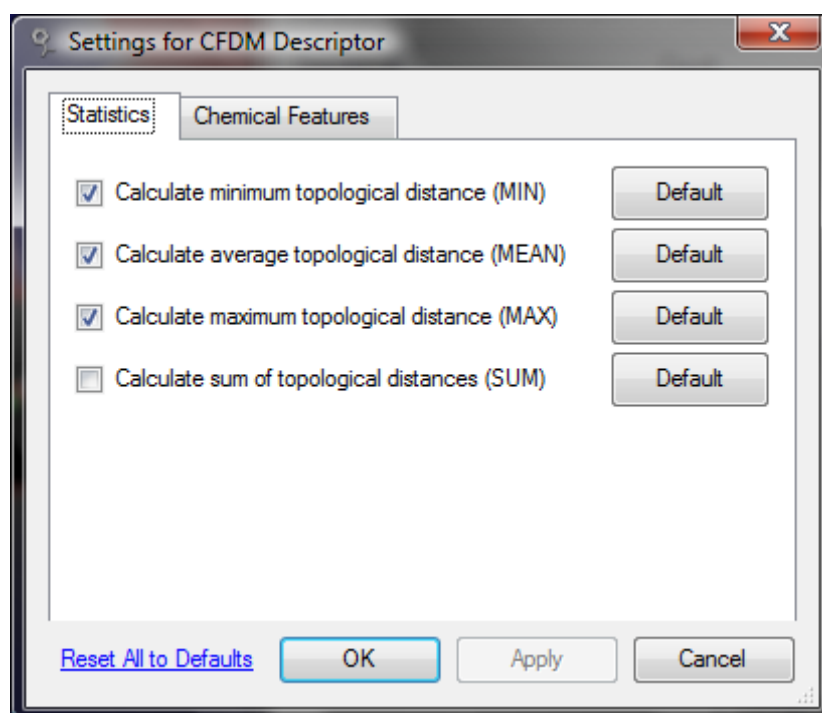 Settings for CFDM Descriptor
Statistics Chemical Features
Calculate minimum topological distance (MIN) Default
Calculate average topological distance (MEAN) Default
Calculate maximum topological distance (MAX) Default
Calculate sum of topological distances (SUM) Default
Reset All to Defaults OK Apply Cancel